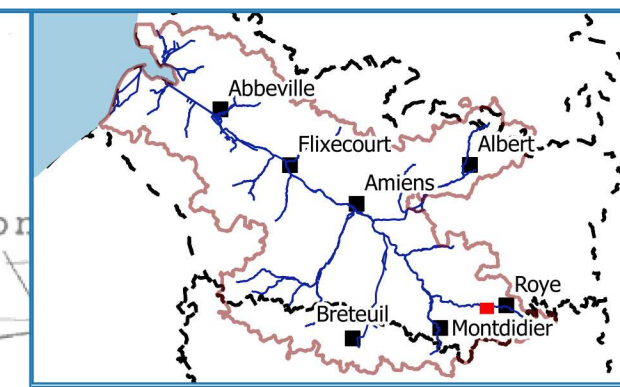 Abbeville
Flixecourt
Albert
Amiens
Roye
Breteuil
Montdidier